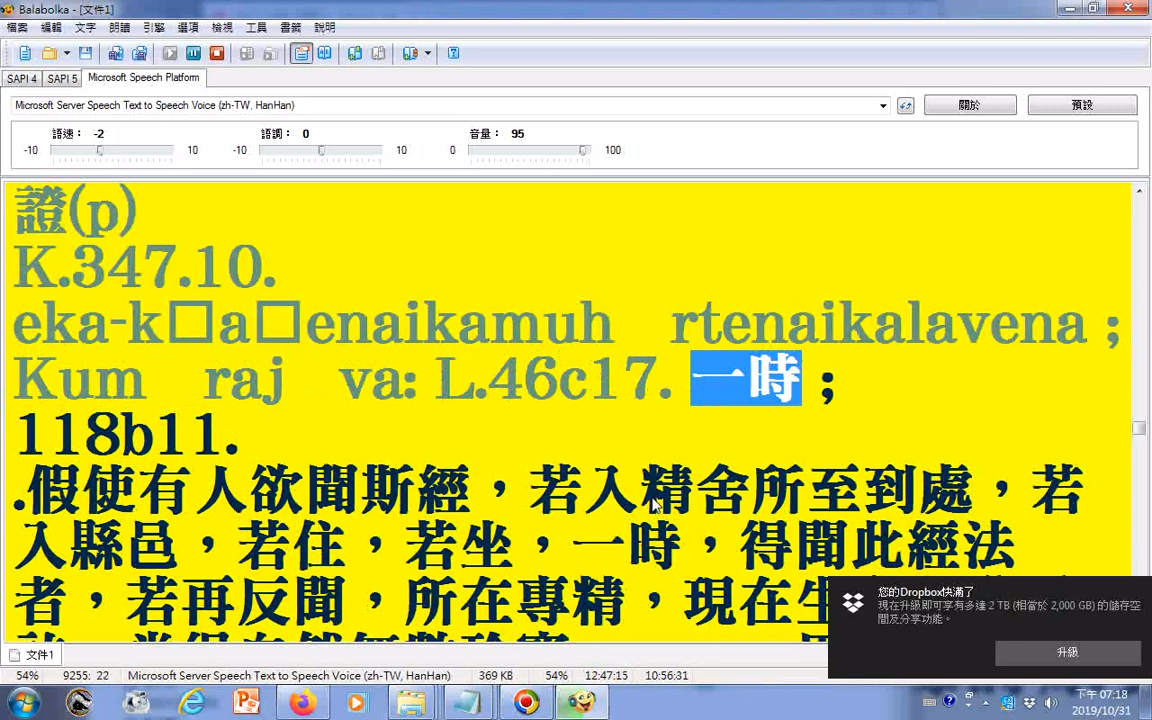 Balabolka - [文件1]
檔案 編輯 文字 朗讀 引擎 選項 檢視 工具 書籤 說明
SAPI 4 SAPI 5 Microsoft Speech Platform
Microsoft Server Speech Text to Speech Voice (zh-TW, HanHan)
關於 預設
語速： -2 語調： 0 音量： 95
-10 10 -10 10 0 100
證(p)
K.347.10.
eka-k□a□enaikamuh rtenaikalavena ;
Kum raj va: L.46c17. 一時 ;
118b11.
.假使有人欲聞斯經，若入精舍所至到處，若
入縣邑，若住，若坐，一時，得聞此經法
者，若再反聞，所在專精，現在生
您的Dropbox快滿了
現在升級即可享有多達 2 TB (相當於 2,000 GB) 的儲存空
間及分享功能。
升級
文件1
54% 9255: 22 Microsoft Server Speech Text to Speech Voice (zh-TW, HanHan) 369 KB 54% 12:47:15 10:56:31
下午 07:18
2019/10/31